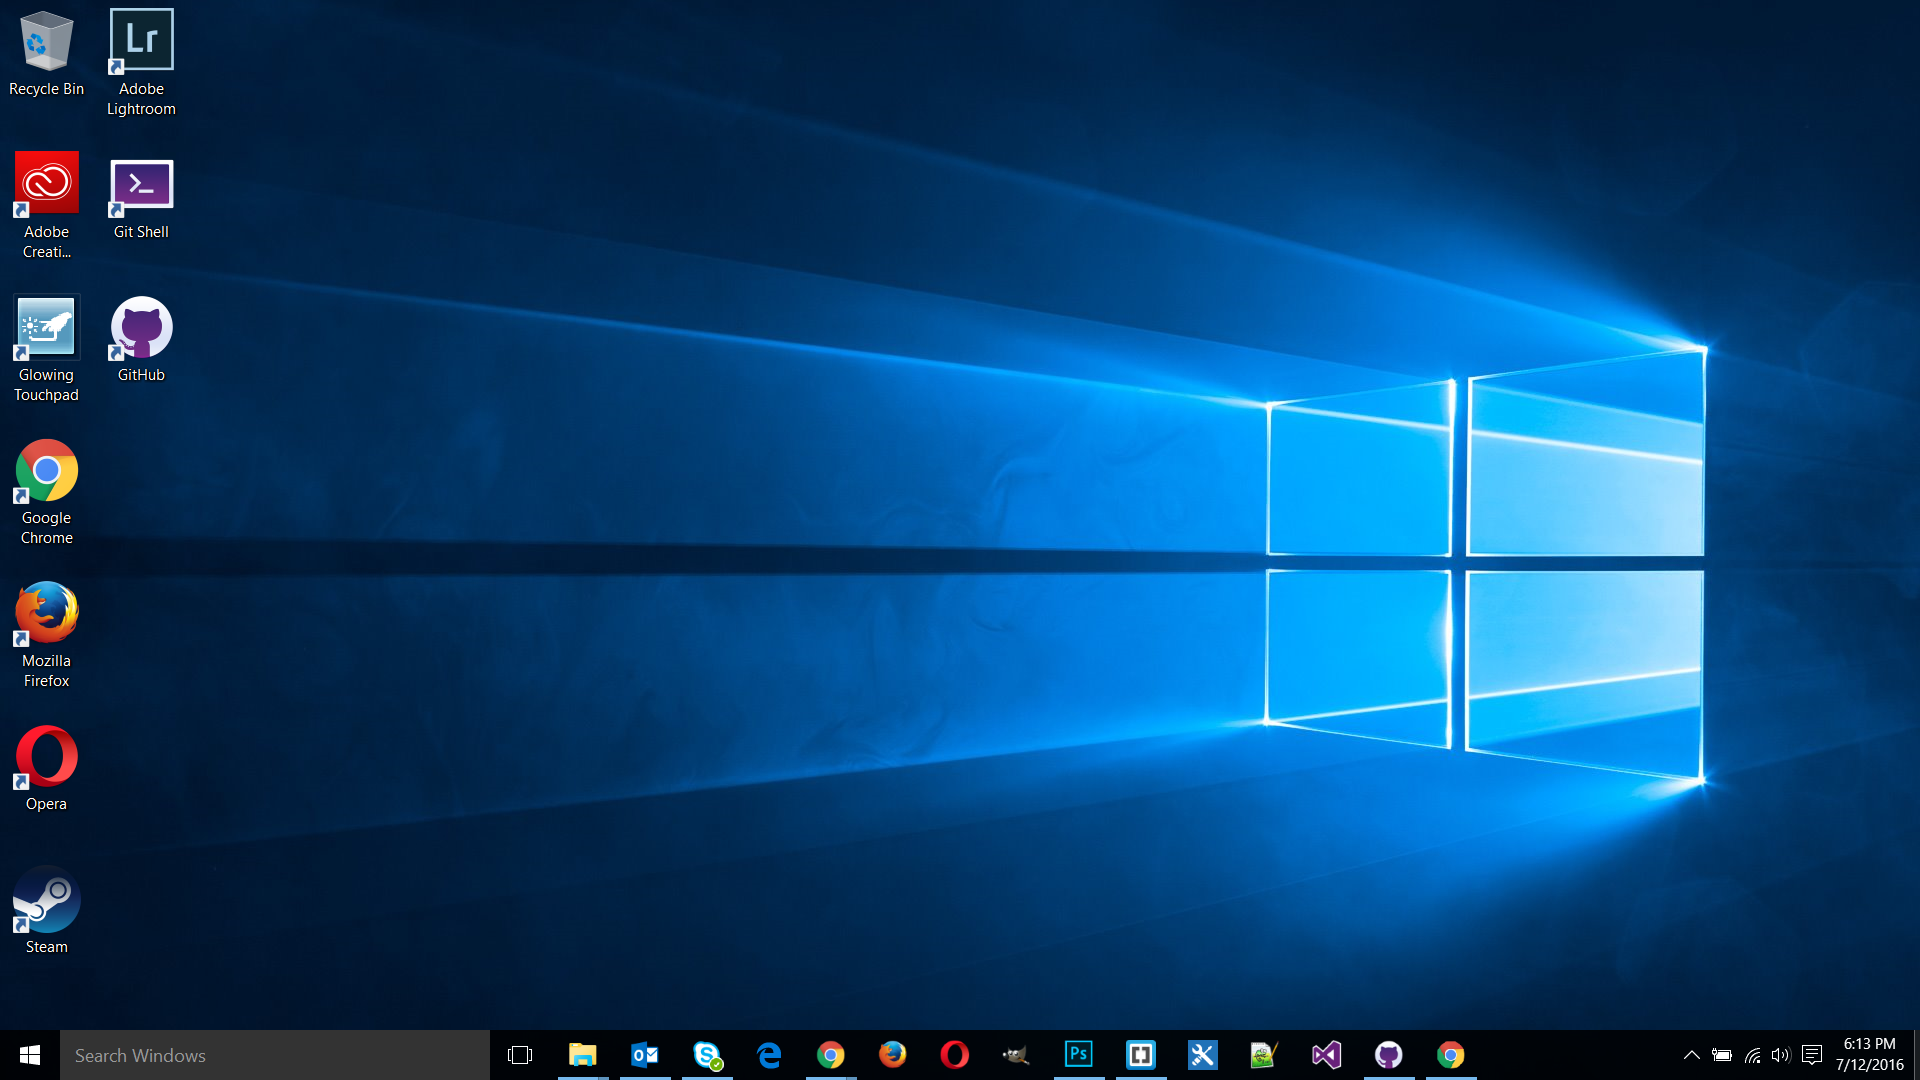 Recycle Bin
Adobe
Lightroom
Lr
Adobe
Creati...
Git Shell
Glowing
Touchpad
GitHub
Google
Chrome
Mozilla
Firefox
Opera
Steam
Search Windows
Ps
6:13 PM
7/12/2016